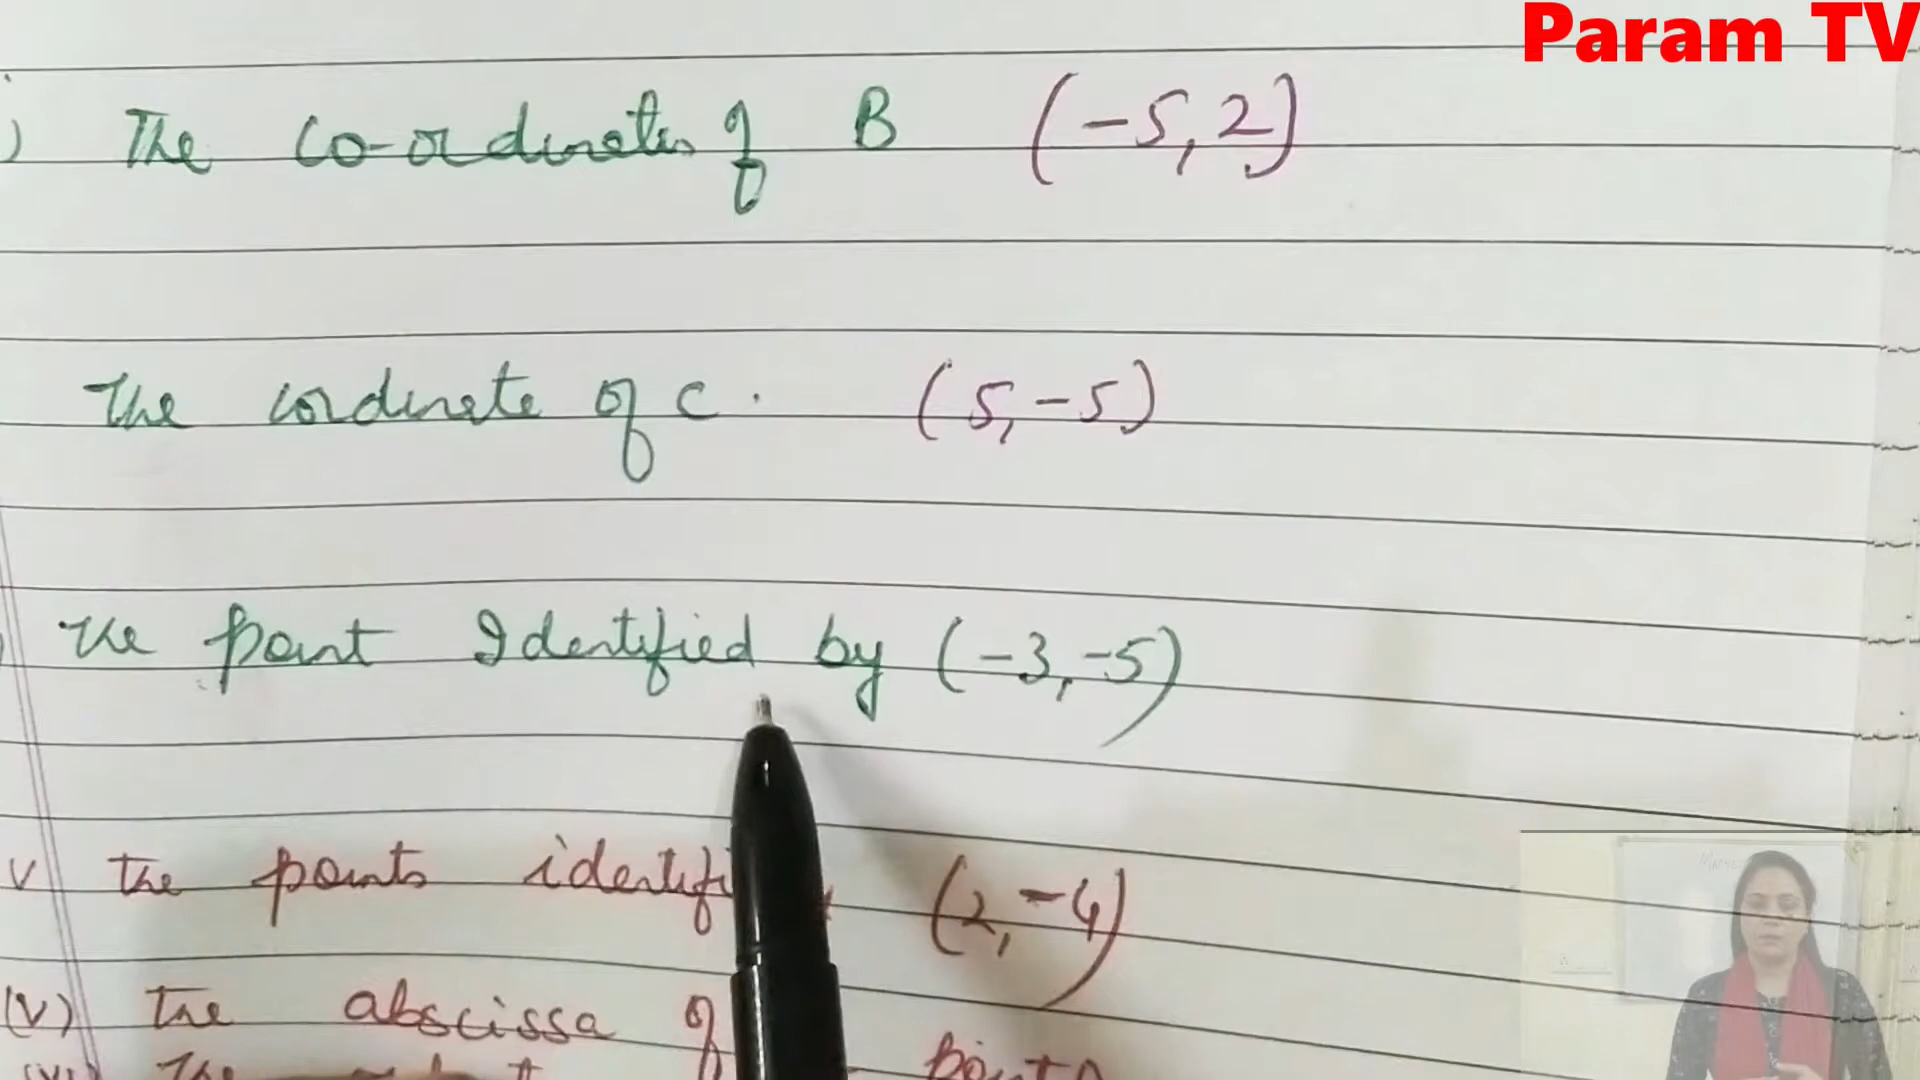 Param TV
) The Co-ordinates of B (-5,2)
The cordinate of C. (5,-5)
The point Identified by (-3,-5)
v the points (2,-4)
(V) the abscissa of
The